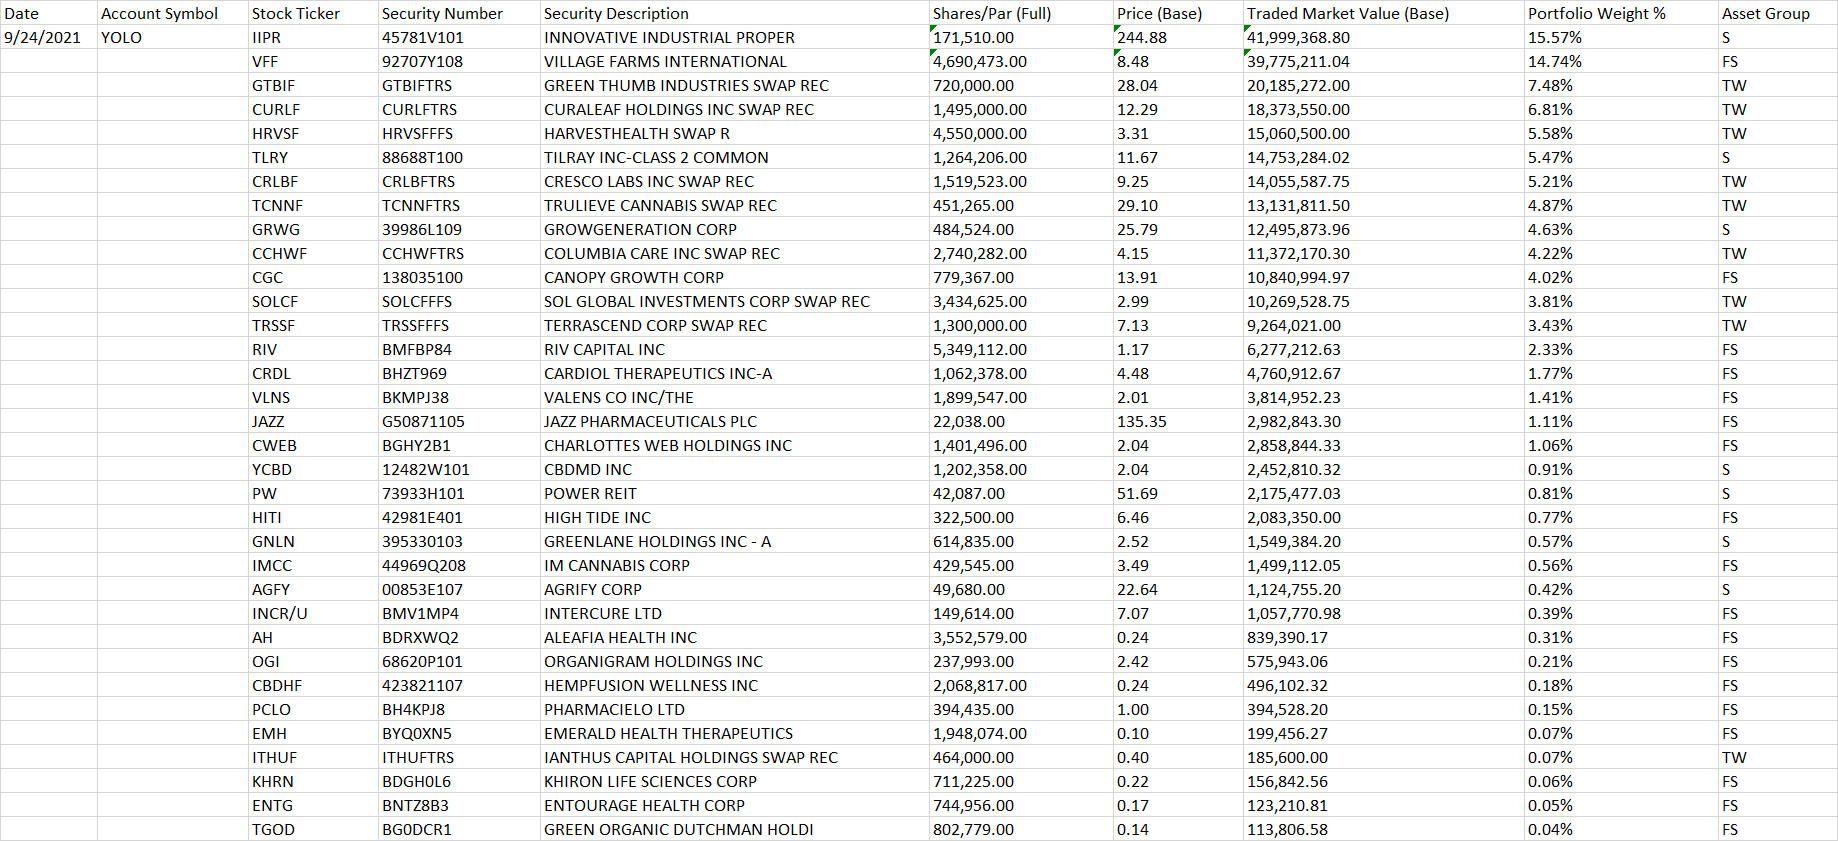 Date Account Symbol Stock Ticker Security Number Security Description Shares/Par (Full) Price (Base) Traded Market Value (Base) Portfolio Weight % Asset Group
9/24/2021 YOLO IIPR 45781V101 INNOVATIVE INDUSTRIAL PROPER 171,510.00 244.88 41,999,368.80 15.57% S
VFF 92707Y108 VILLAGE FARMS INTERNATIONAL 4,690,473.00 8.48 39,775,211.04 14.74% FS
GTBIF GTBIFTRS GREEN THUMB INDUSTRIES SWAP REC 720,000.00 28.04 20,185,272.00 7.48% TW
CURLF CURLFTRS CURALEAF HOLDINGS INC SWAP REC 1,495,000.00 12.29 18,373,550.00 6.81% TW
HRVSF HRVSFFFS HARVESTHEALTH SWAP R 4,550,000.00 3.31 15,060,500.00 5.58% TW
TLRY 88688T100 TILRAY INC-CLASS 2 COMMON 1,264,206.00 11.67 14,753,284.02 5.47% S
CRLBF CRLBFTRS CRESCO LABS INC SWAP REC 1,519,523.00 9.25 14,055,587.75 5.21% TW
TCNNF TCNNFTRS TRULIEVE CANNABIS SWAP REC 451,265.00 29.10 13,131,811.50 4.87% TW
GRWG 39986L109 GROWGENERATION CORP 484,524.00 25.79 12,495,873.96 4.63% S
CCHWF CCHWFTRS COLUMBIA CARE INC SWAP REC 2,740,282.00 4.15 11,372,170.30 4.22% TW
CGC 138035100 CANOPY GROWTH CORP 779,367.00 13.91 10,840,994.97 4.02% FS
SOLCF SOLCFFFS SOL GLOBAL INVESTMENTS CORP SWAP REC 3,434,625.00 2.99 10,269,528.75 3.81% TW
TRSSF TRSSFFFS TERRASCEND CORP SWAP REC 1,300,000.00 7.13 9,264,021.00 3.43% TW
RIV BMFBP84 RIV CAPITAL INC 5,349,112.00 1.17 6,277,212.63 2.33% FS
CRDL BHZT969 CARDIOL THERAPEUTICS INC-A 1,062,378.00 4.48 4,760,912.67 1.77% FS
VLNS BKMPJ38 VALENS CO INC/THE 1,899,547.00 2.01 3,814,952.23 1.41% FS
JAZZ G50871105 JAZZ PHARMACEUTICALS PLC 22,038.00 135.35 2,982,843.30 1.11% FS
CWEB BGHY2B1 CHARLOTTES WEB HOLDINGS INC 1,401,496.00 2.04 2,858,844.33 1.06% FS
YCBD 12482W101 CBDMD INC 1,202,358.00 2.04 2,452,810.32 0.91% S
PW 73933H101 POWER REIT 42,087.00 51.69 2,175,477.03 0.81% S
HITI 42981E401 HIGH TIDE INC 322,500.00 6.46 2,083,350.00 0.77% FS
GNLN 395330103 GREENLANE HOLDINGS INC - A 614,835.00 2.52 1,549,384.20 0.57% S
IMCC 44969Q208 IM CANNABIS CORP 429,545.00 3.49 1,499,112.05 0.56% FS
AGFY 00853E107 AGRIFY CORP 49,680.00 22.64 1,124,755.20 0.42% S
INCR/U BMV1MP4 INTERCURE LTD 149,614.00 7.07 1,057,770.98 0.39% FS
AH BDRXWQ2 ALEAFIA HEALTH INC 3,552,579.00 0.24 839,390.17 0.31% FS
OGI 68620P101 ORGANIGRAM HOLDINGS INC 237,993.00 2.42 575,943.06 0.21% FS
CBDHF 423821107 HEMPFUSION WELLNESS INC 2,068,817.00 0.24 496,102.32 0.18% FS
PCLO BH4KPJ8 PHARMACIELO LTD 394,435.00 1.00 394,528.20 0.15% FS
EMH BYQ0XN5 EMERALD HEALTH THERAPEUTICS 1,948,074.00 0.10 199,456.27 0.07% FS
ITHUF ITHUFTRS IANTHUS CAPITAL HOLDINGS SWAP REC 464,000.00 0.40 185,600.00 0.07% TW
KHRN BDGH0L6 KHIRON LIFE SCIENCES CORP 711,225.00 0.22 156,842.56 0.06% FS
ENTG BNTZ8B3 ENTOURAGE HEALTH CORP 744,956.00 0.17 123,210.81 0.05% FS
TGOD BG0DCR1 GREEN ORGANIC DUTCHMAN HOLDI 802,779.00 0.14 113,806.58 0.04% FS